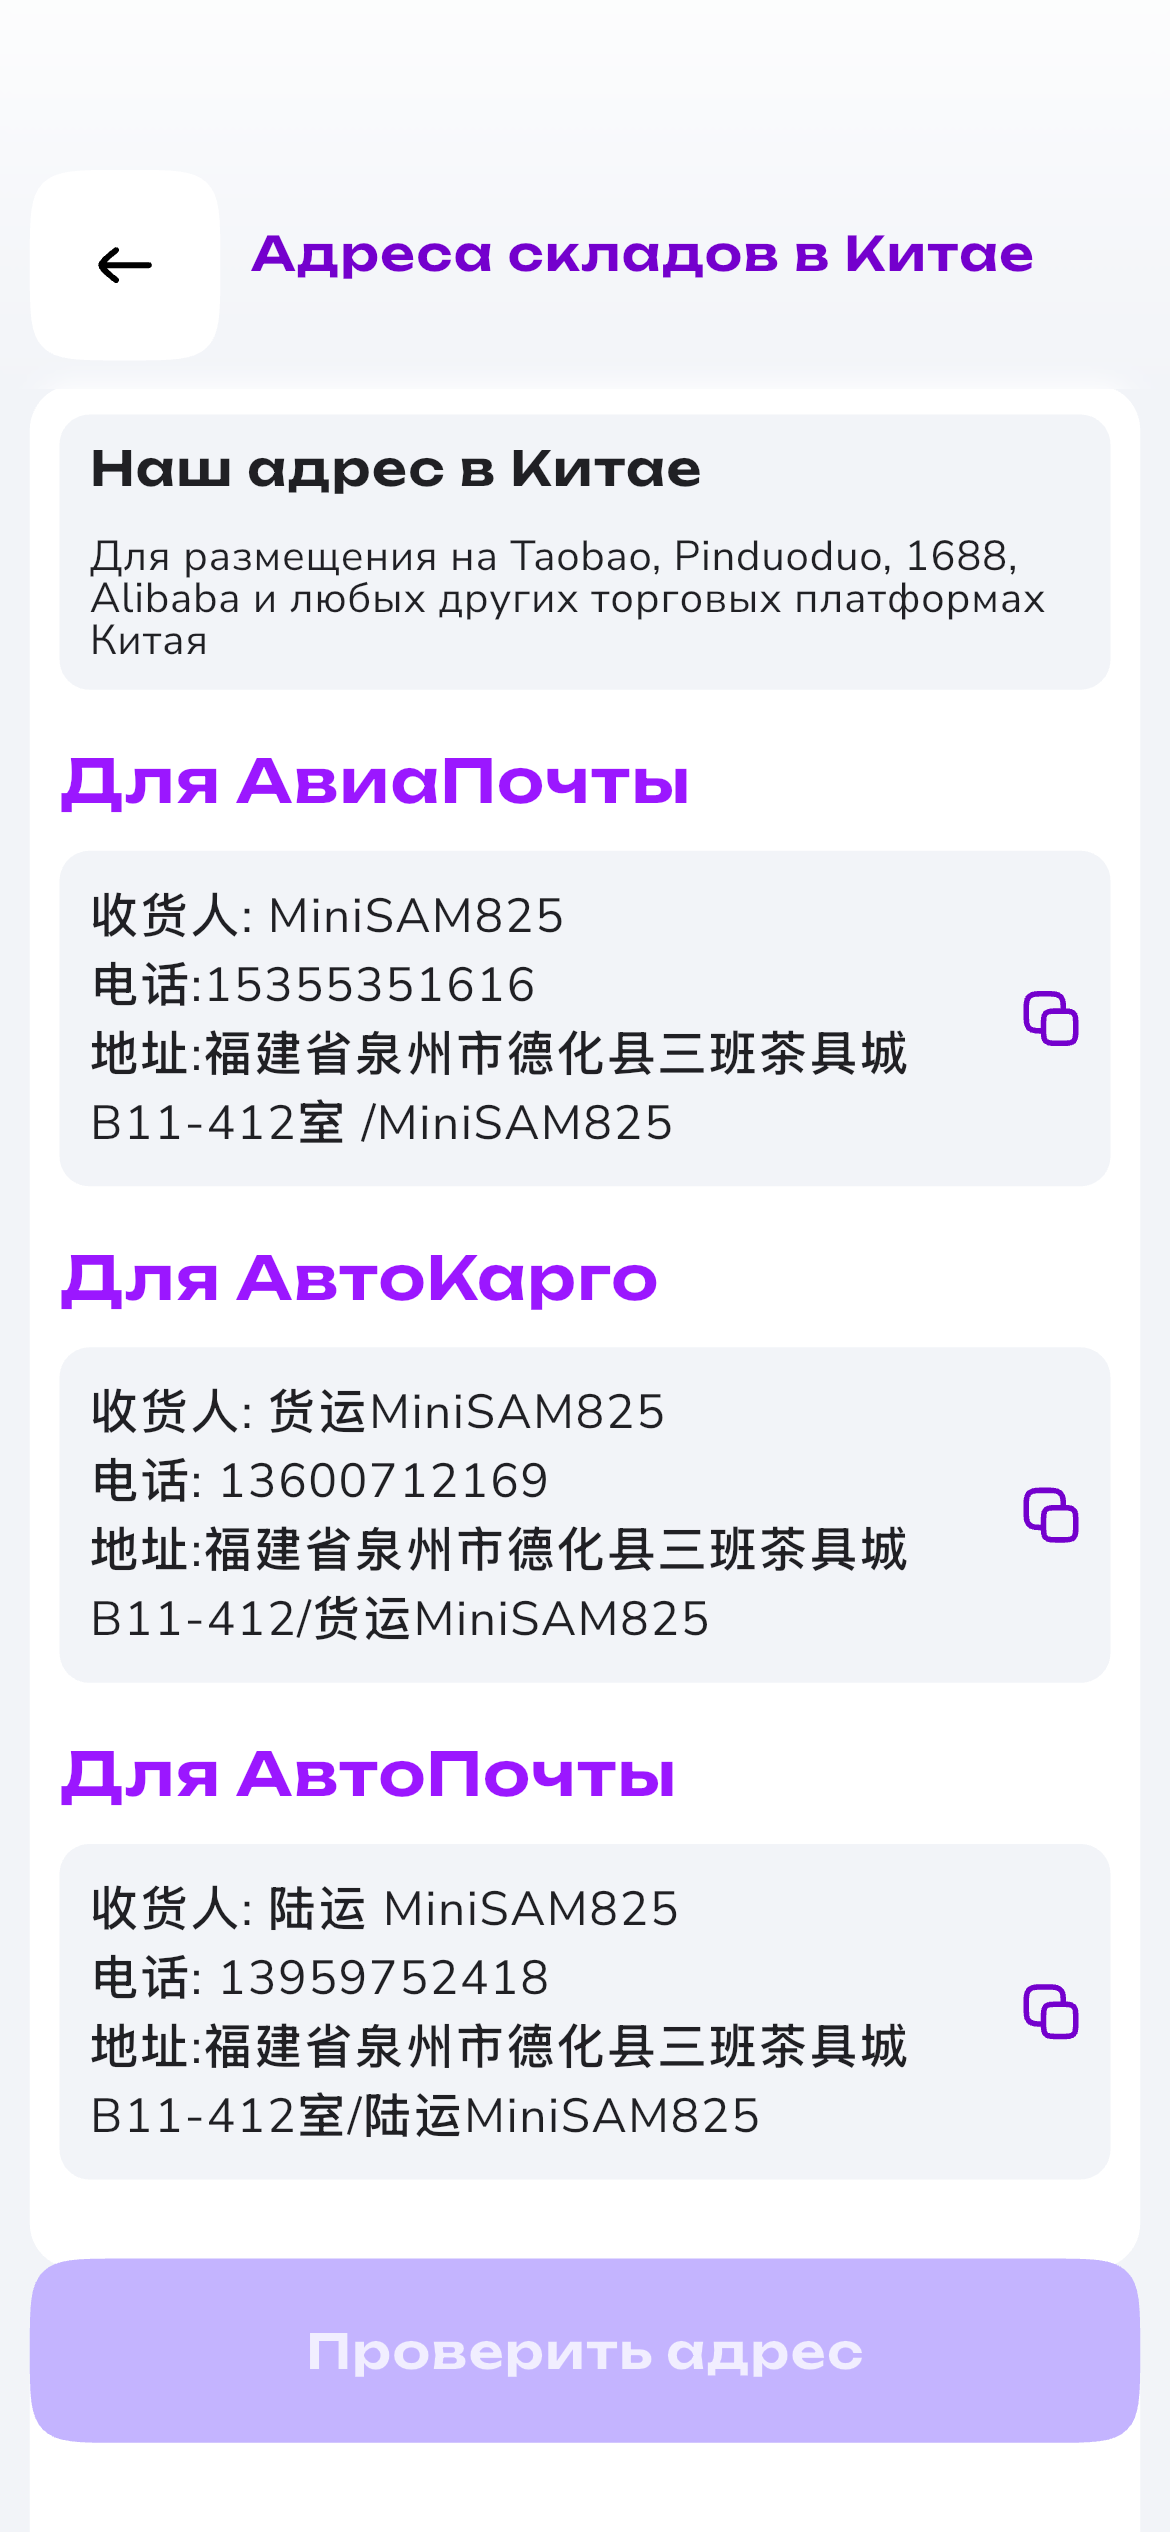 Адреса складов в Китае
Наш адрес в Китае
Для размещения на Taobao, Pinduoduo, 1688,
Alibaba и любых других торговых платформах
Китая
Для АвиаПочты
收货人: MiniSAM825
电话:15355351616
地址:福建省泉州市德化县三班茶具城
B11-412室 /MiniSAM825
Для АвтоКарго
收货人: 货运MiniSAM825
电话: 13600712169
地址:福建省泉州市德化县三班茶具城
B11-412/货运MiniSAM825
Для АвтоПочты
收货人: 陆运 MiniSAM825
电话: 13959752418
地址:福建省泉州市德化县三班茶具城
B11-412室/陆运MiniSAM825
Проверить адрес